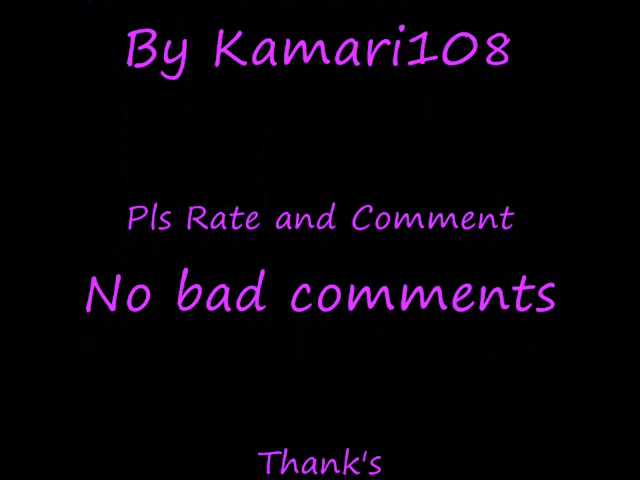 By Kamari108
Pls Rate and Comment
No bad comments
Thank's